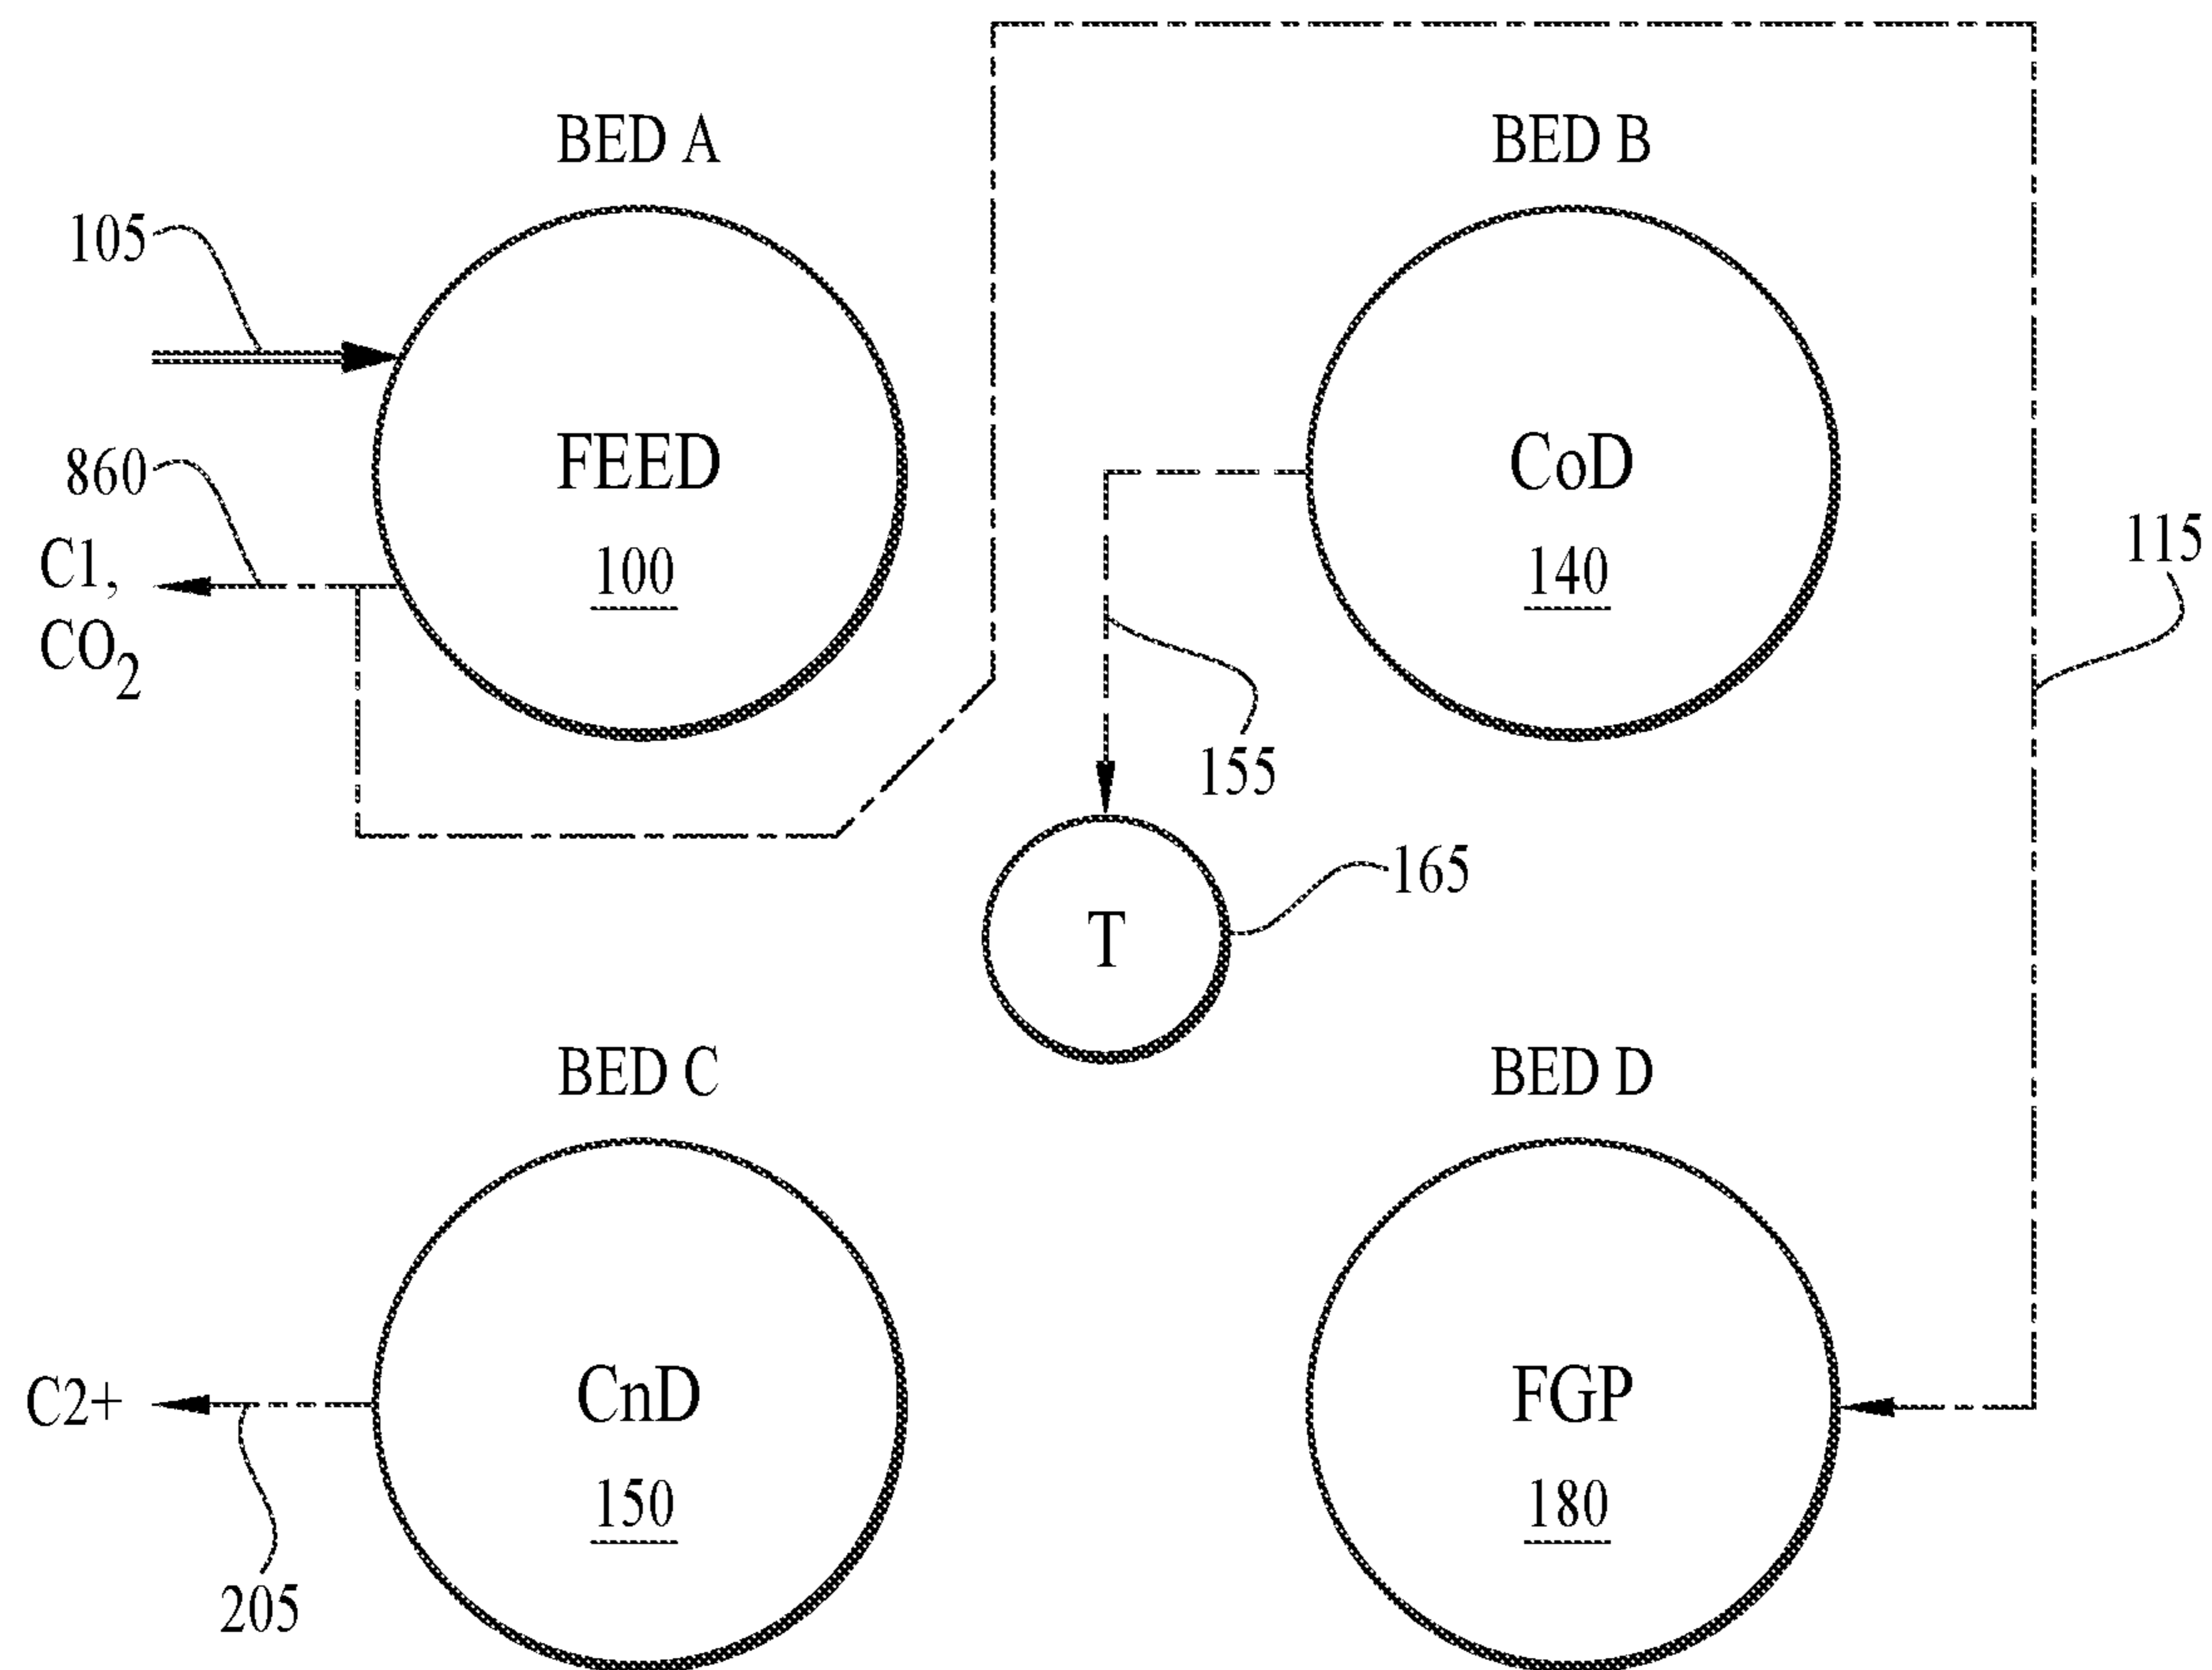 BED A
BED B
105
FEED
100
860
C1,
CO2
CoD
140
115
155
165
T
BED C
BED D
C2+
CnD
150
205
FGP
180